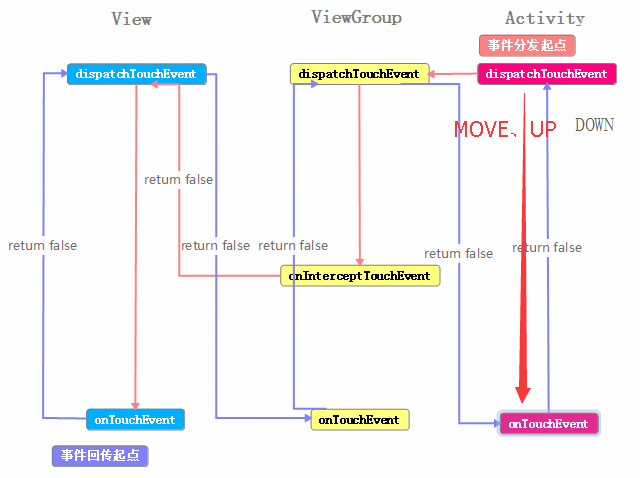 View
ViewGroup
Activity
事件分发起点
dispatchTouchEvent
dispatchTouchEvent
dispatchTouchEvent
MOVE、UP
DOWN
return false
return false
return false
return false
return false
return false
onInterceptTouchEvent
onTouchEvent
onTouchEvent
onTouchEvent
事件回传起点